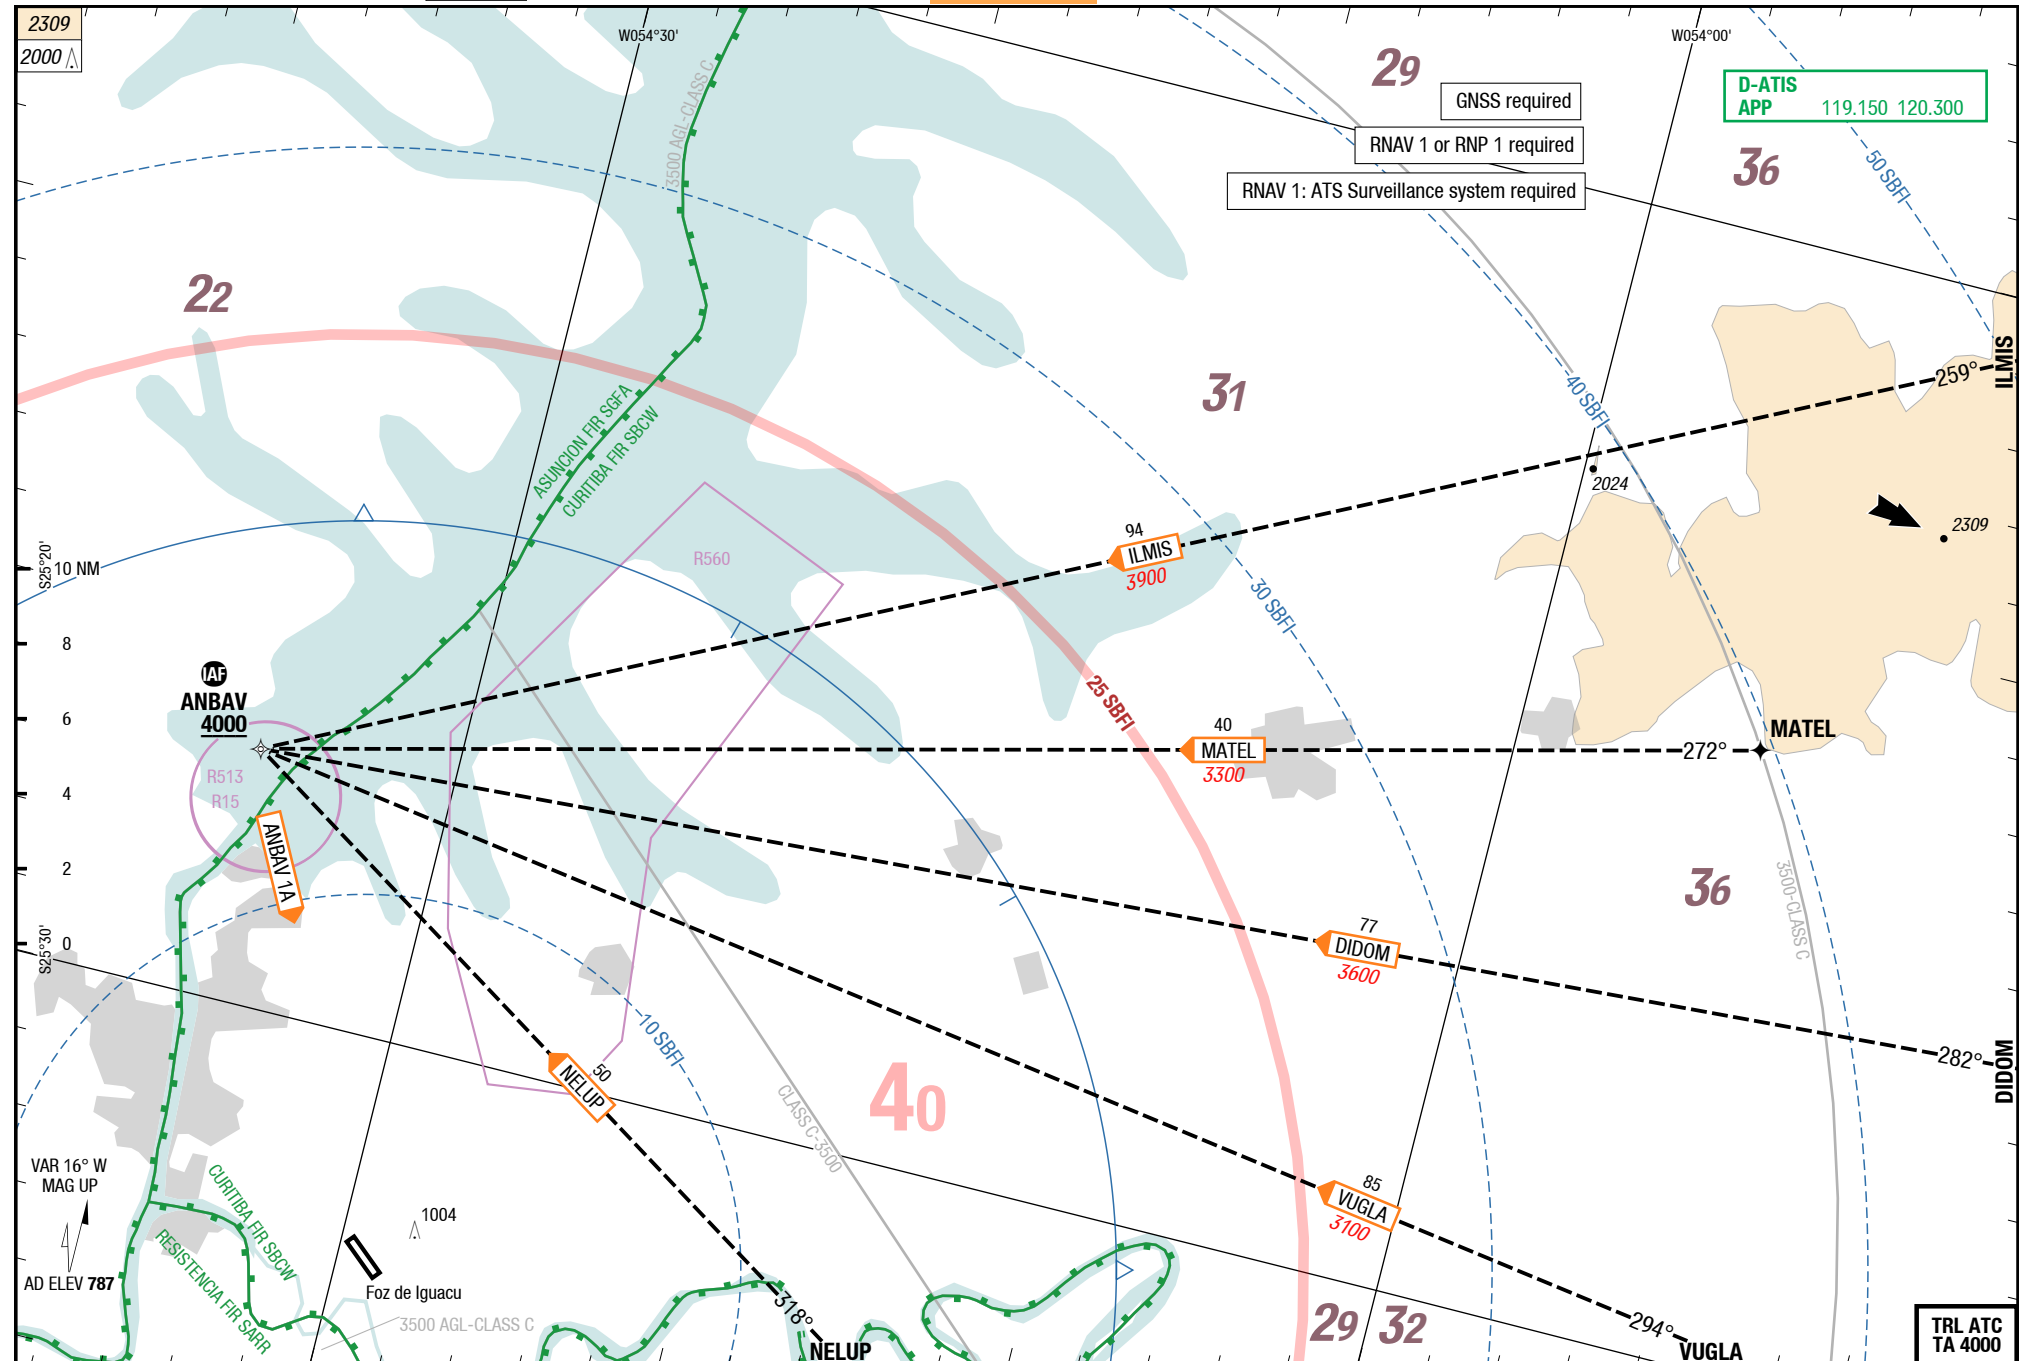 2309
2000
W054°30'
W054°00'
29
GNSS required
RNAV 1 or RNP 1 required
RNAV 1: ATS Surveillance system required
D-ATIS
APP 119.150 120.300
36
50 SBFI
3500 AGL-CLASS C
22
31
ASUNCION FIR SGFA
CURITIBA FIR SBCW
40 SBFI
259°
ILMIS
2024
2309
R560
94
ILMIS
3900
S25°20'
10 NM
30 SBFI
8
IAF
ANBAV
4000
6
25 SBFI
40
MATEL
3300
272°
MATEL
R513
R15
4
ANBAV 1A
2
36
3500-CLASS C
77
DIDOM
3600
S25°30'
0
282°
DIDOM
10 SBFI
50
NELUP
40
CLASS C-3500
VAR 16° W
MAG UP
AD ELEV 787
CURITIBA FIR SBCW
RESISTENCIA FIR SARR
1004
Foz de Iguacu
3500 AGL-CLASS C
85
VUGLA
3100
318°
NELUP
29
32
294°
VUGLA
TRL ATC
TA 4000